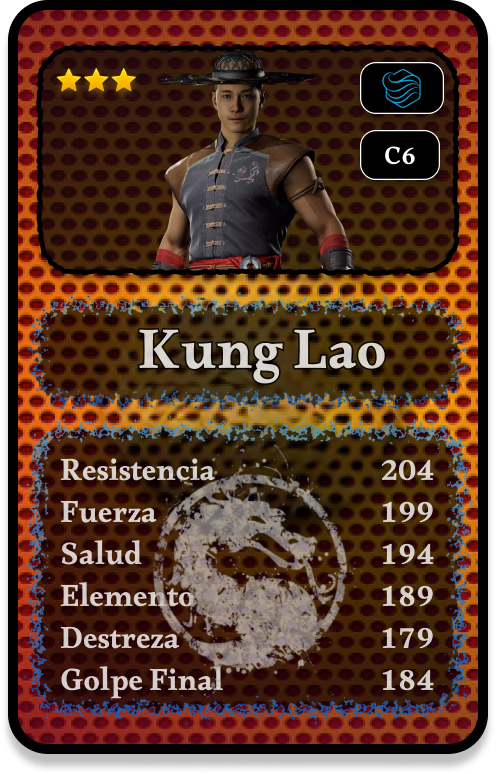 C6
Kung Lao
Resistencia 204
Fuerza 199
Salud 194
Elemento 189
Destreza 179
Golpe Final 184